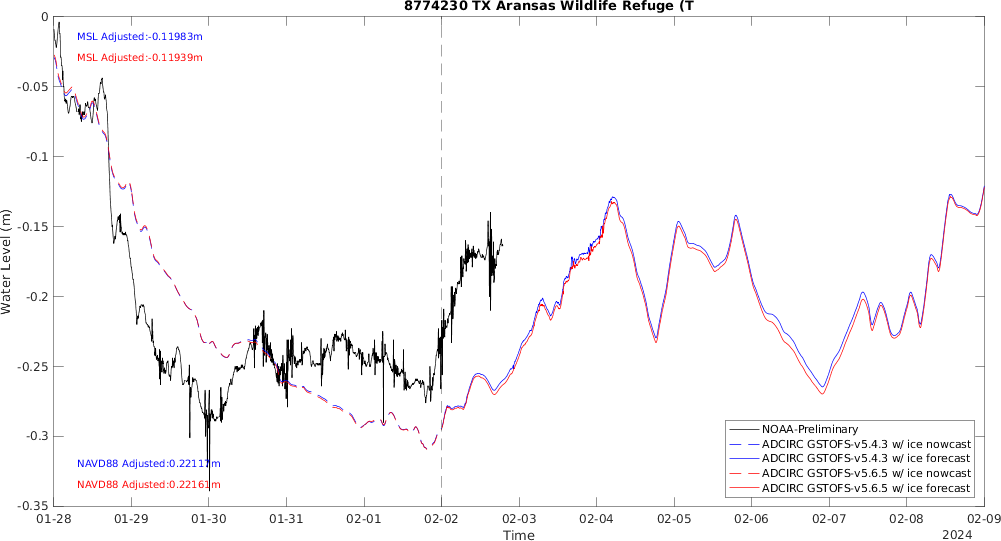 8774230 TX Aransas Wildlife Refuge (T
MSL Adjusted:-0.11983m
MSL Adjusted:-0.11939m
NAVD88 Adjusted:0.22117m
NAVD88 Adjusted:0.22161m
Water Level (m)
0
-0.05
-0.1
-0.15
-0.2
-0.25
-0.3
-0.35
NOAA-Preliminary
ADCIRC GSTOFS-v5.4.3 w/ ice nowcast
ADCIRC GSTOFS-v5.4.3 w/ ice forecast
ADCIRC GSTOFS-v5.6.5 w/ ice nowcast
ADCIRC GSTOFS-v5.6.5 w/ ice forecast
01-28 01-29 01-30 01-31 02-01 02-02 02-03 02-04 02-05 02-06 02-07 02-08 02-09
Time
2024